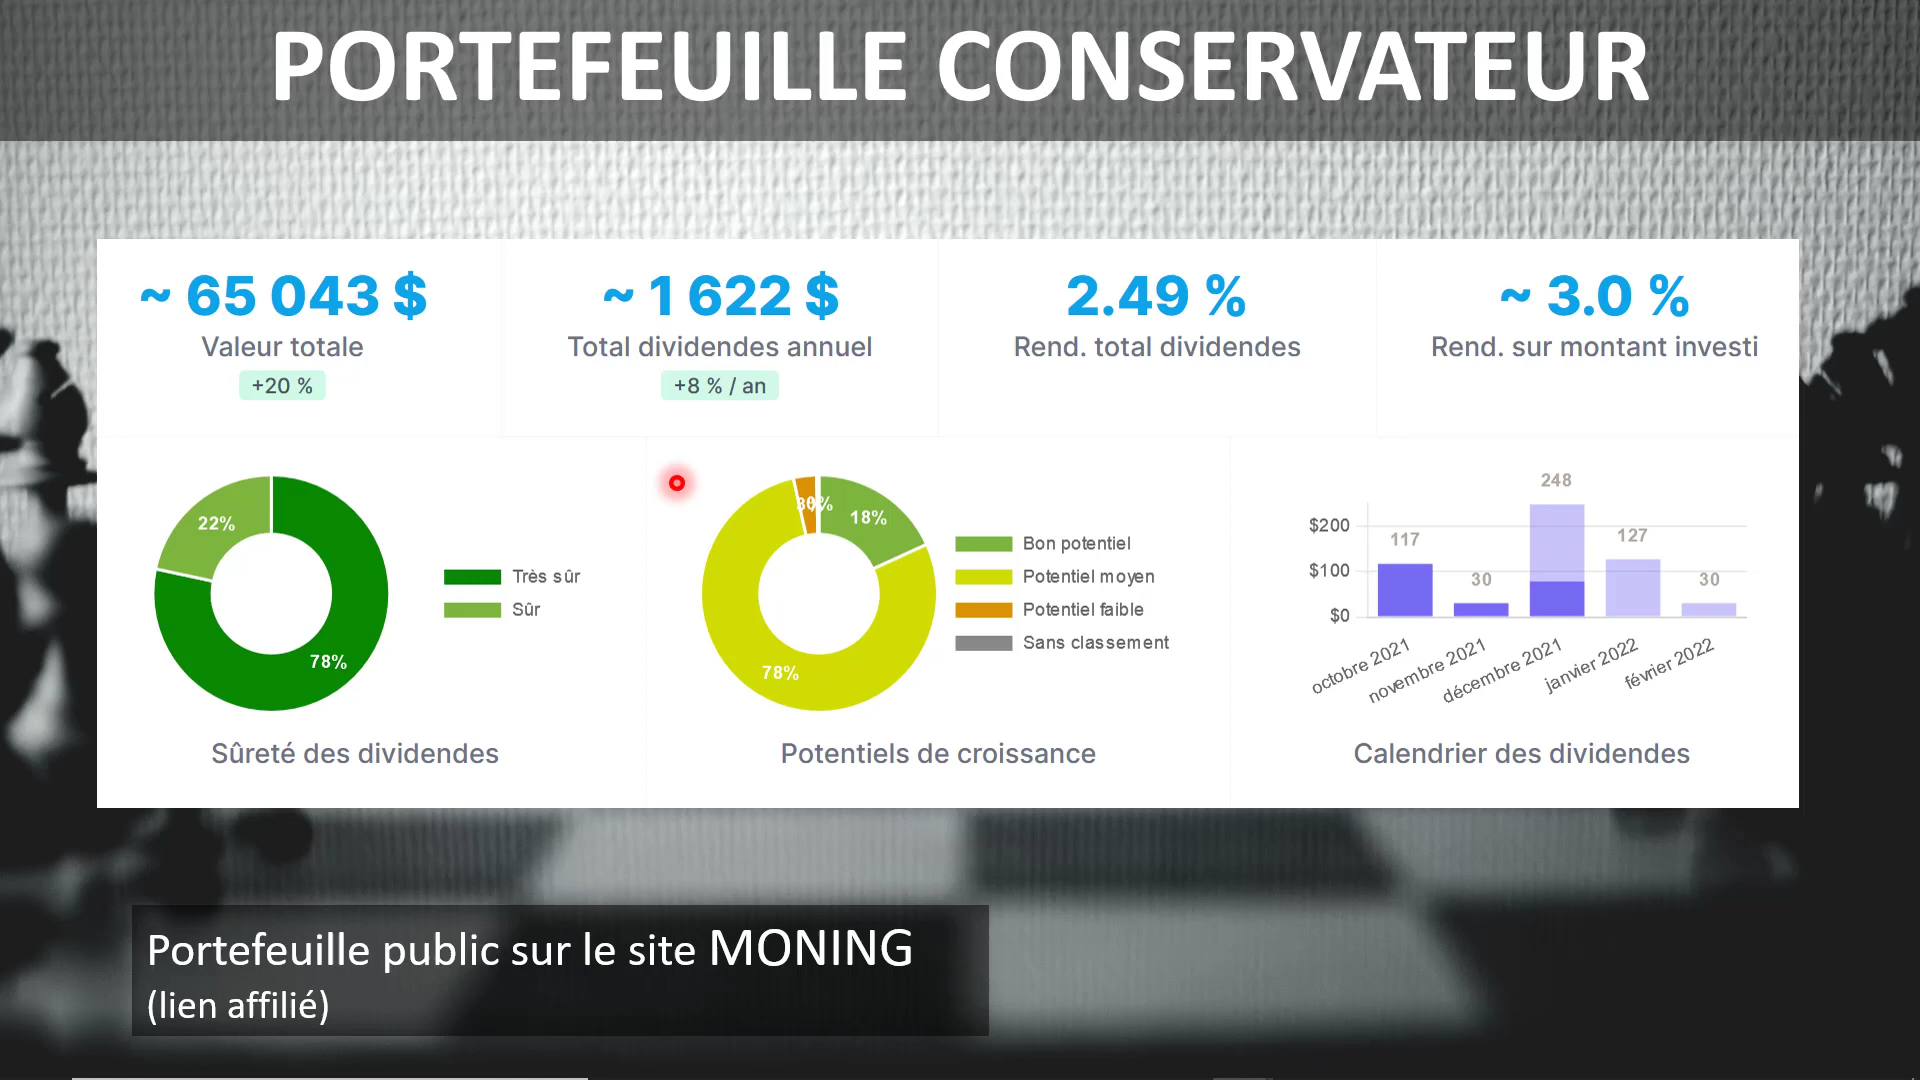 PORTEFEUILLE CONSERVATEUR
~ 65 043 $
Valeur totale
+20 %
~ 1 622 $
Total dividendes annuel
+8 % / an
2.49 %
Rend. total dividendes
~ 3.0 %
Rend. sur montant investi
22%
78%
Très sûr
Sûr
Sûreté des dividendes
18%
78%
Bon potentiel
Potentiel moyen
Potentiel faible
Sans classement
Potentiels de croissance
248
$200
117
127
$100
30
30
$0
octobre 2021
novembre 2021
décembre 2021
janvier 2022
février 2022
Calendrier des dividendes
Portefeuille public sur le site MONING
(lien affilié)